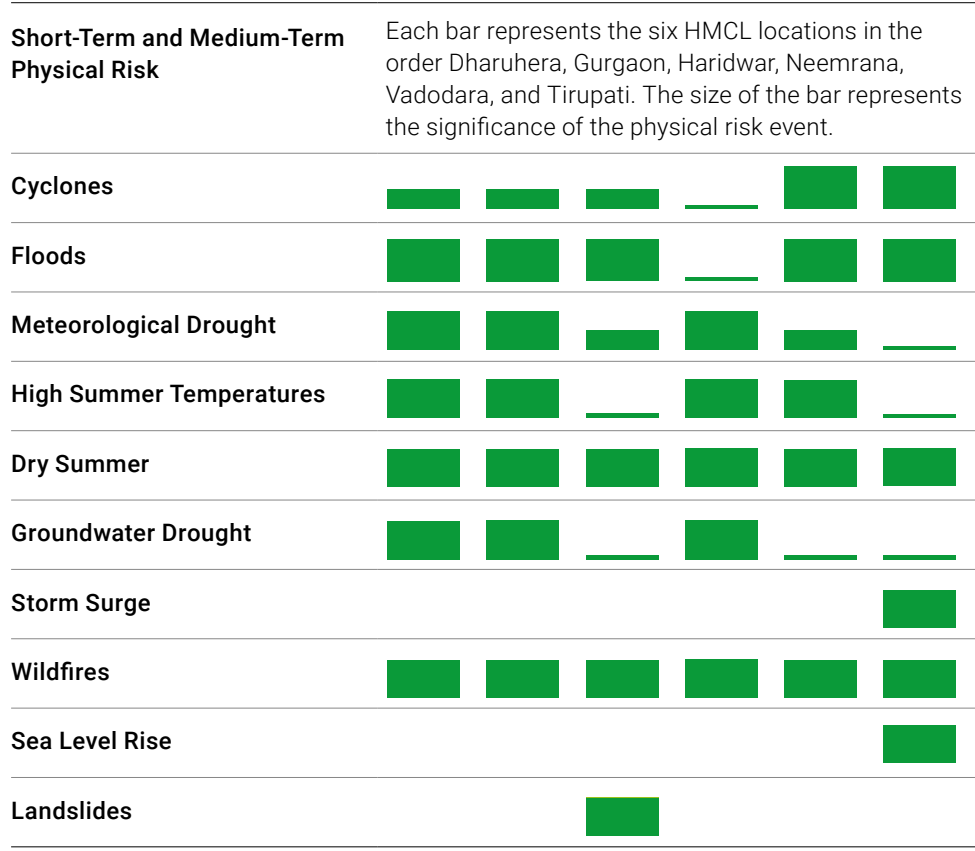 Short-Term and Medium-Term
Physical Risk
Each bar represents the six HMCL locations in the
order Dharuhera, Gurgaon, Haridwar, Neemrana,
Vadodara, and Tirupati. The size of the bar represents
the significance of the physical risk event.
Cyclones
Floods
Meteorological Drought
High Summer Temperatures
Dry Summer
Groundwater Drought
Storm Surge
Wildfires
Sea Level Rise
Landslides